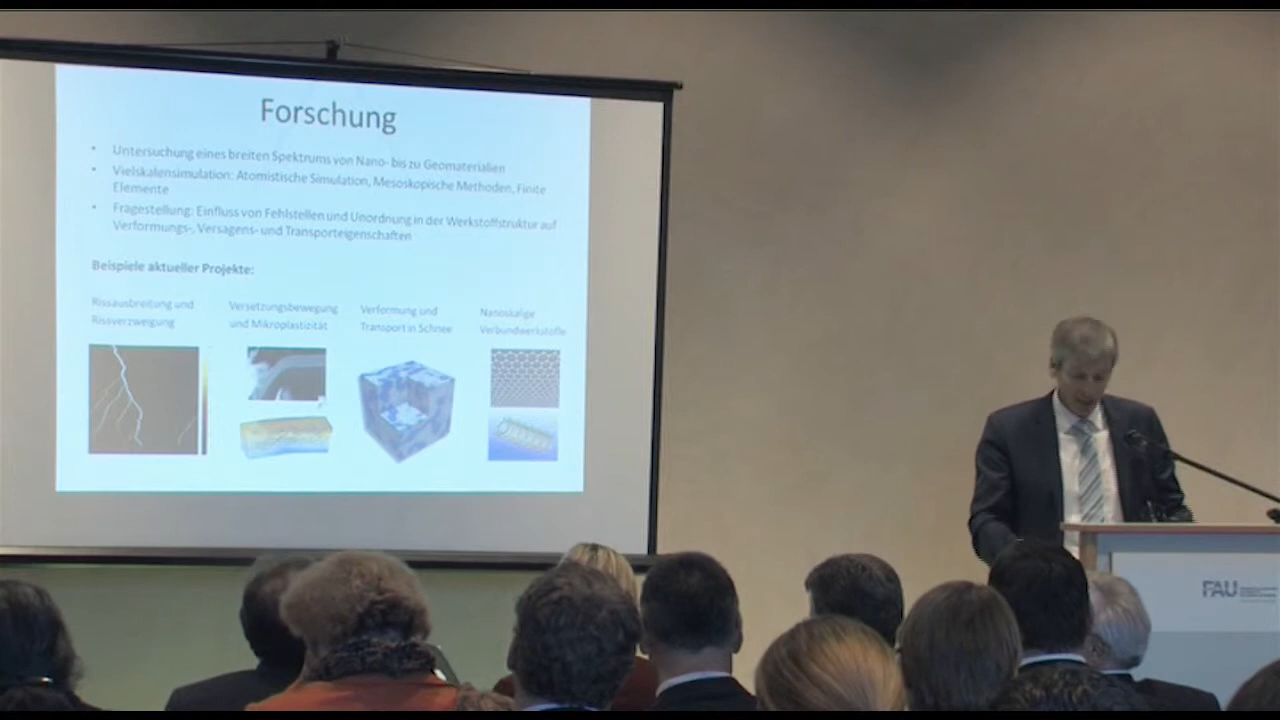 Forschung
• Untersuchung eines breiten Spektrums von Nano- bis zu Geomaterialien
• Vielskalensimulation: Atomistische Simulation, Mesoskopische Methoden, Finite
Elemente
• Fragestellung: Einfluss von Fehlstellen und Unordnung in der Werkstoffstruktur auf
Verformungs-, Versagens- und Transporteigenschaften
Beispiele aktueller Projekte:
Rissausbreitung und
Rissverzweigung
Versetzungsbewegung
und Mikroplastizität
Verformung und
Transport in Schnee
Nanoskalige
Verbundwerkstoffe
FAU